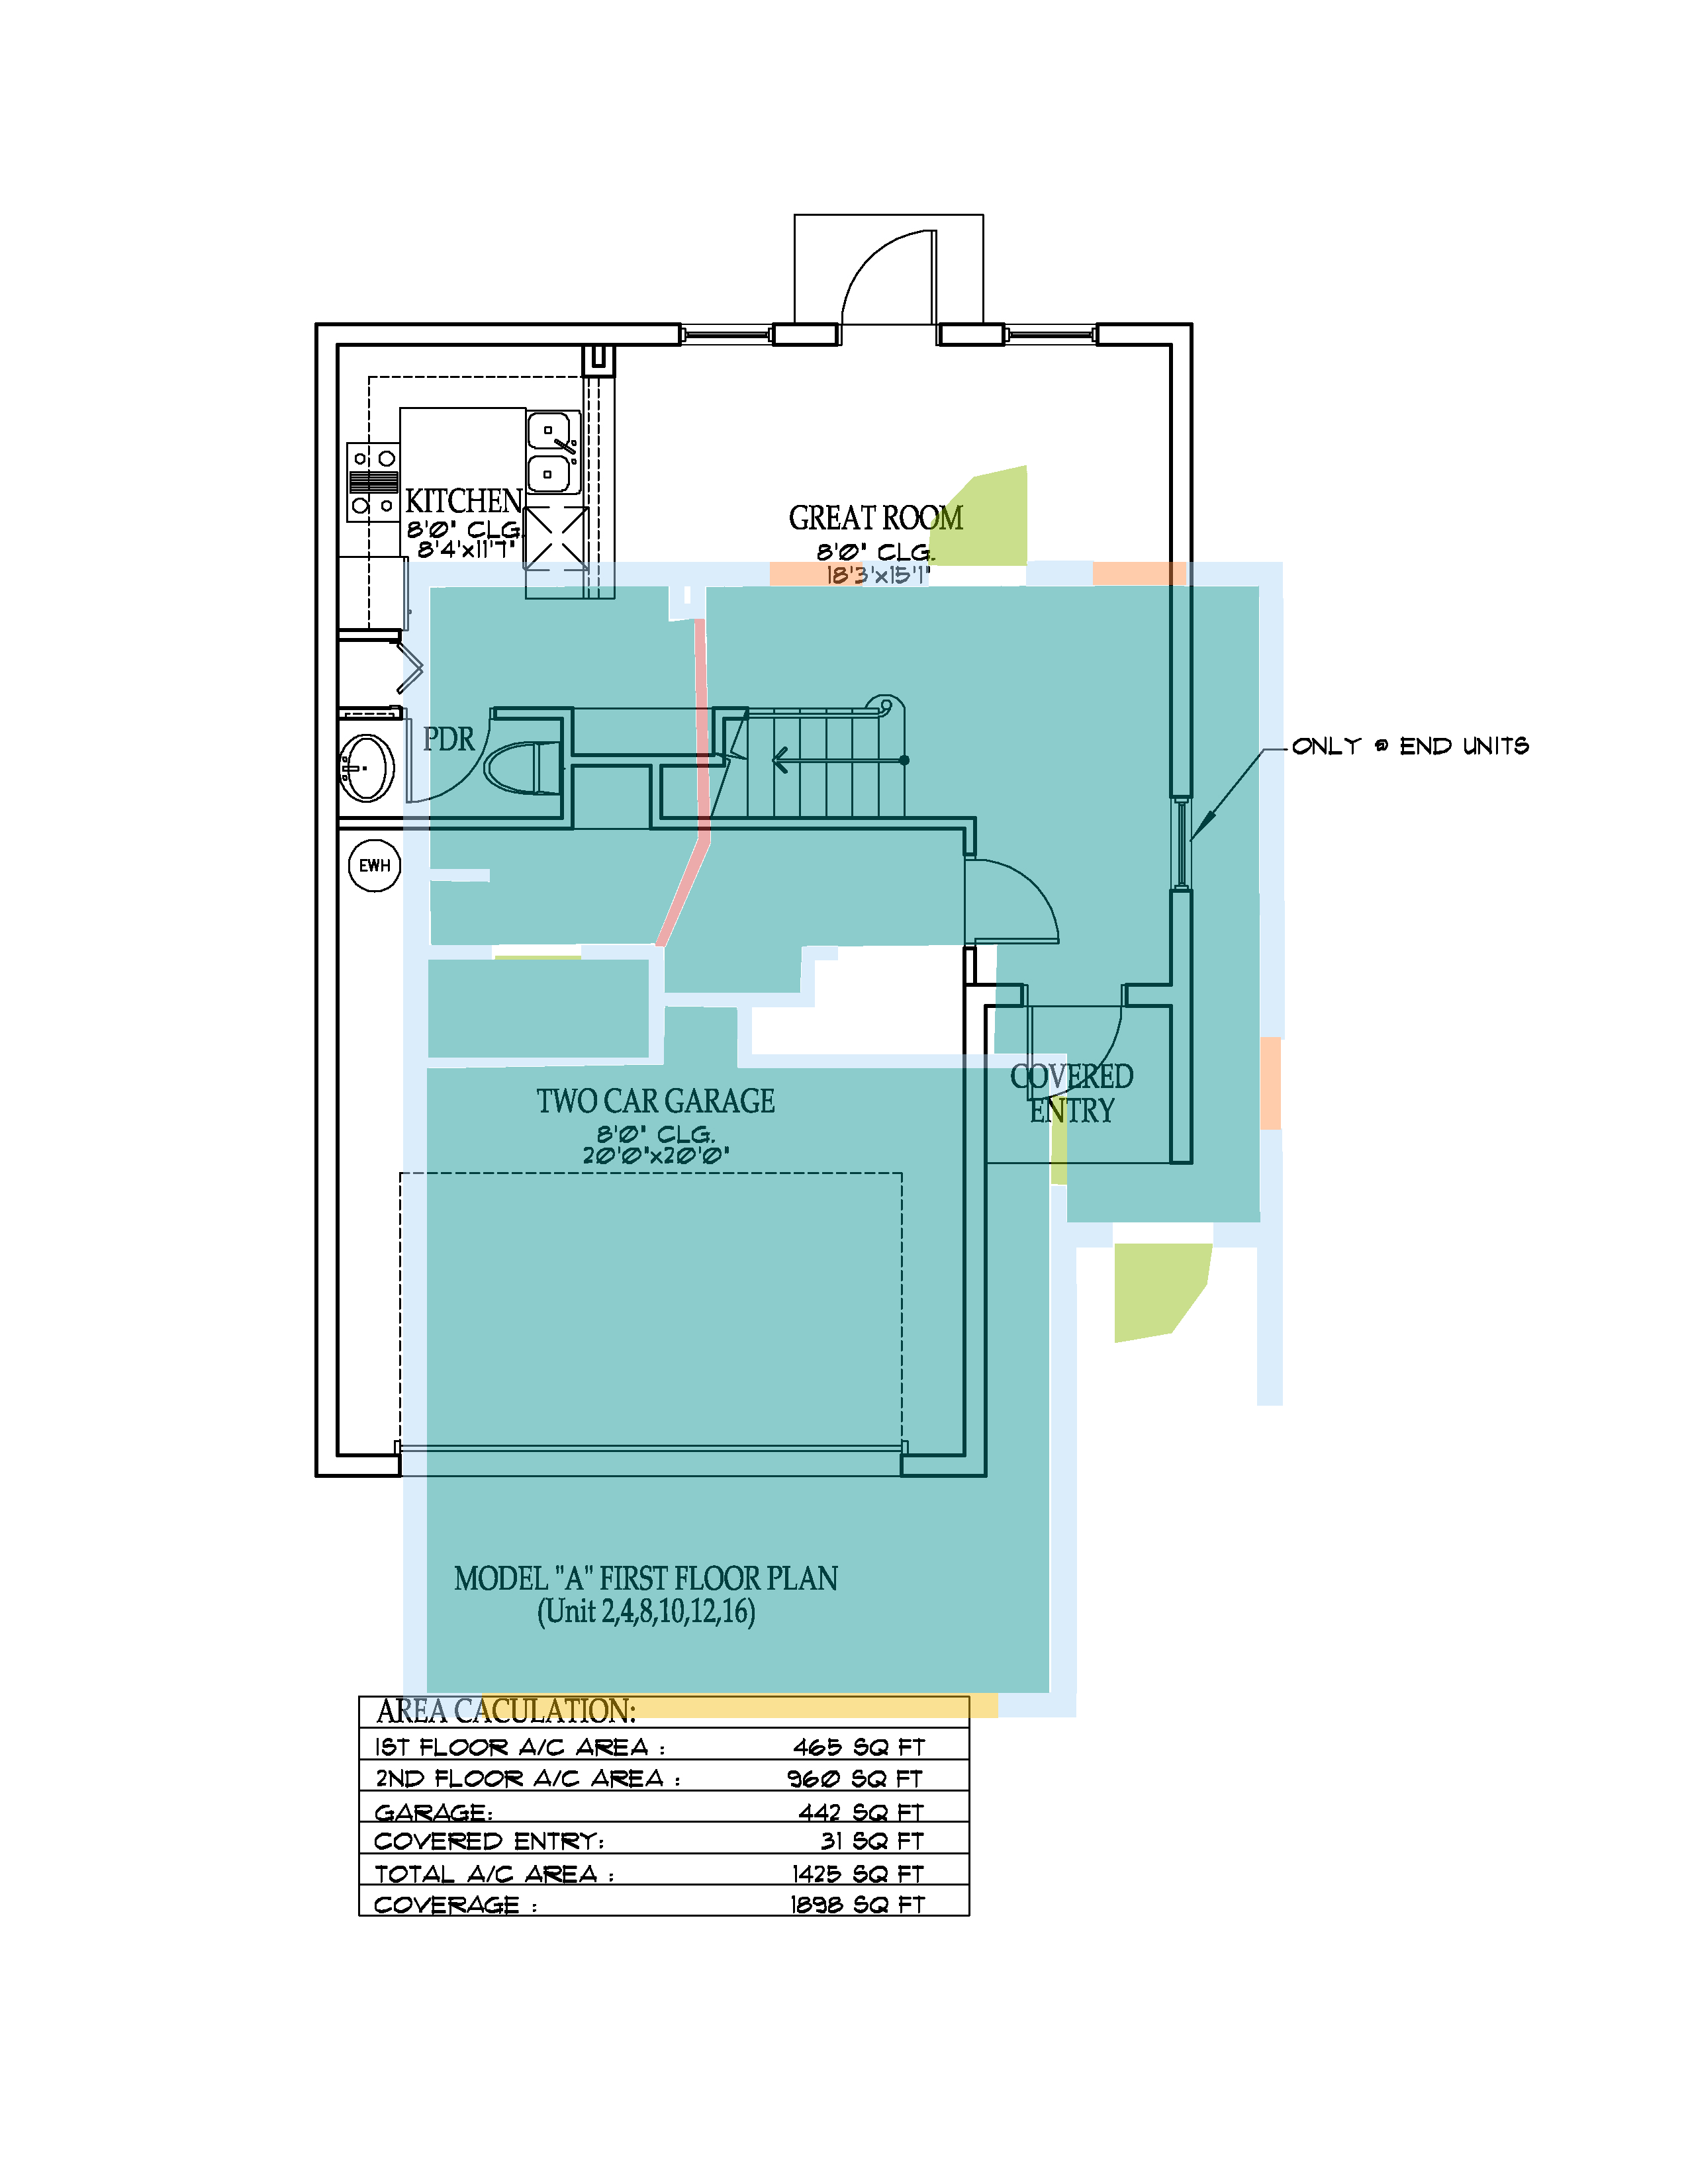 KITCHEN
8'0" CLG.
8'4'x11'7"
GREAT ROOM
8'0" CLG.
18'3'x15'1"
PDR
ONLY @ END UNITS
EWH
COVERED
ENTRY
TWO CAR GARAGE
8'0" CLG.
20'0"x20'0"
MODEL "A" FIRST FLOOR PLAN
(Unit 2,4,8,10,12,16)
AREA CACULATION:
1ST FLOOR A/C AREA : 465 SQ FT
2ND FLOOR A/C AREA : 960 SQ FT
GARAGE: 442 SQ FT
COVERED ENTRY: 31 SQ FT
TOTAL A/C AREA : 1425 SQ FT
COVERAGE : 1898 SQ FT